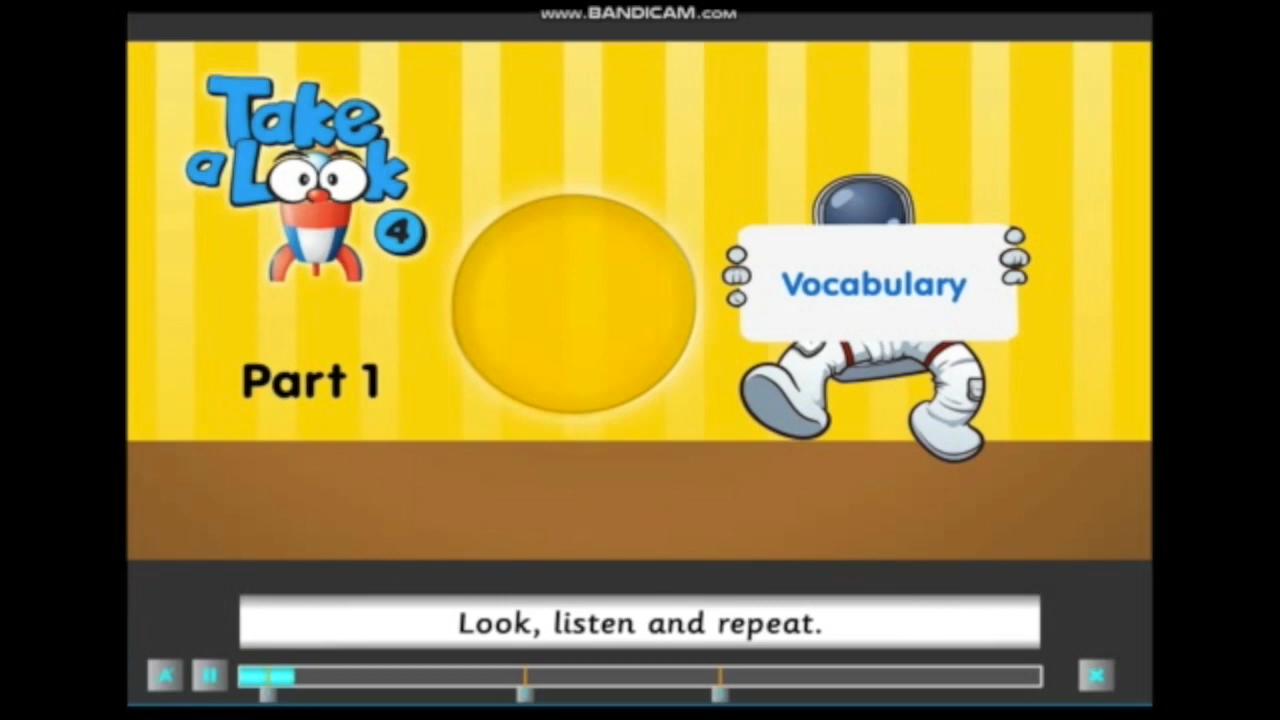 www.BANDICAM.com
Take
a Look
4
Vocabulary
Part 1
Look, listen and repeat.